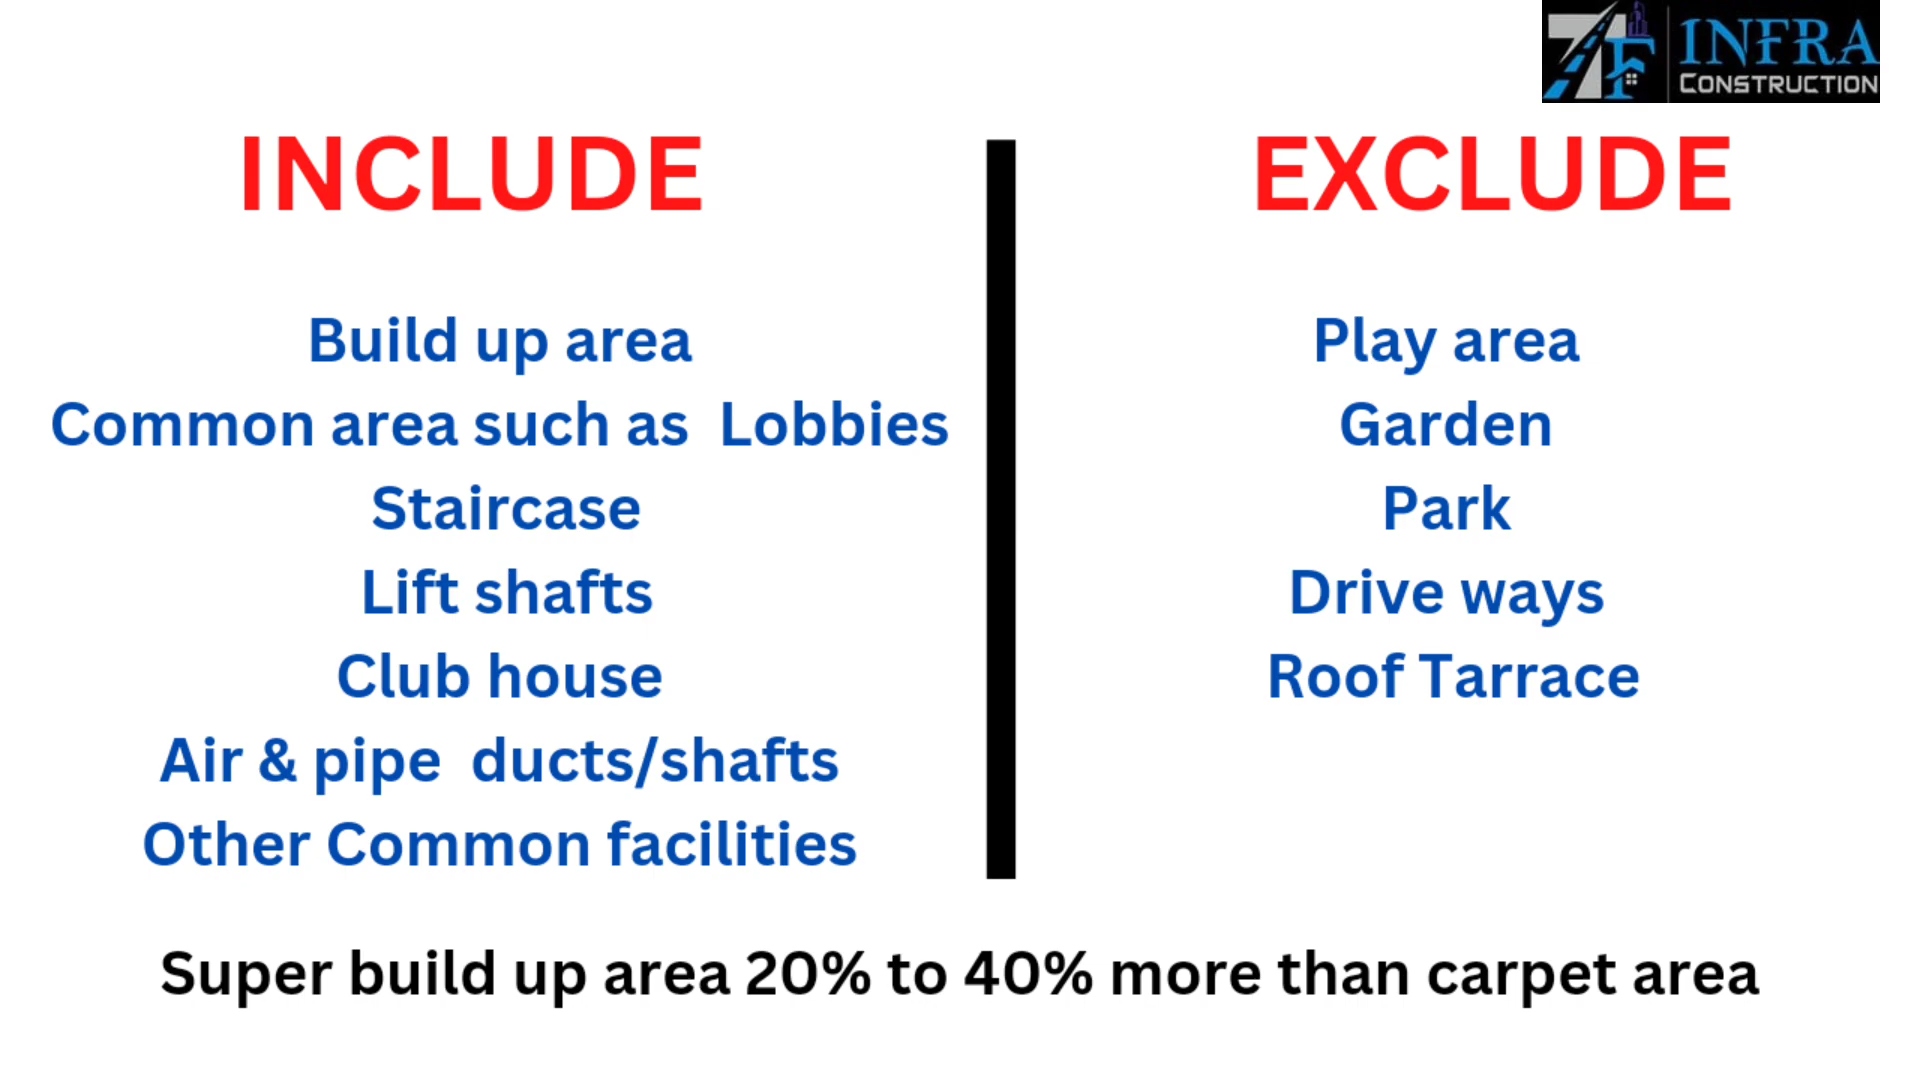 7F INFRA
CONSTRUCTION
INCLUDE
Build up area
Common area such as Lobbies
Staircase
Lift shafts
Club house
Air & pipe ducts/shafts
Other Common facilities
EXCLUDE
Play area
Garden
Park
Drive ways
Roof Tarrace
Super build up area 20% to 40% more than carpet area